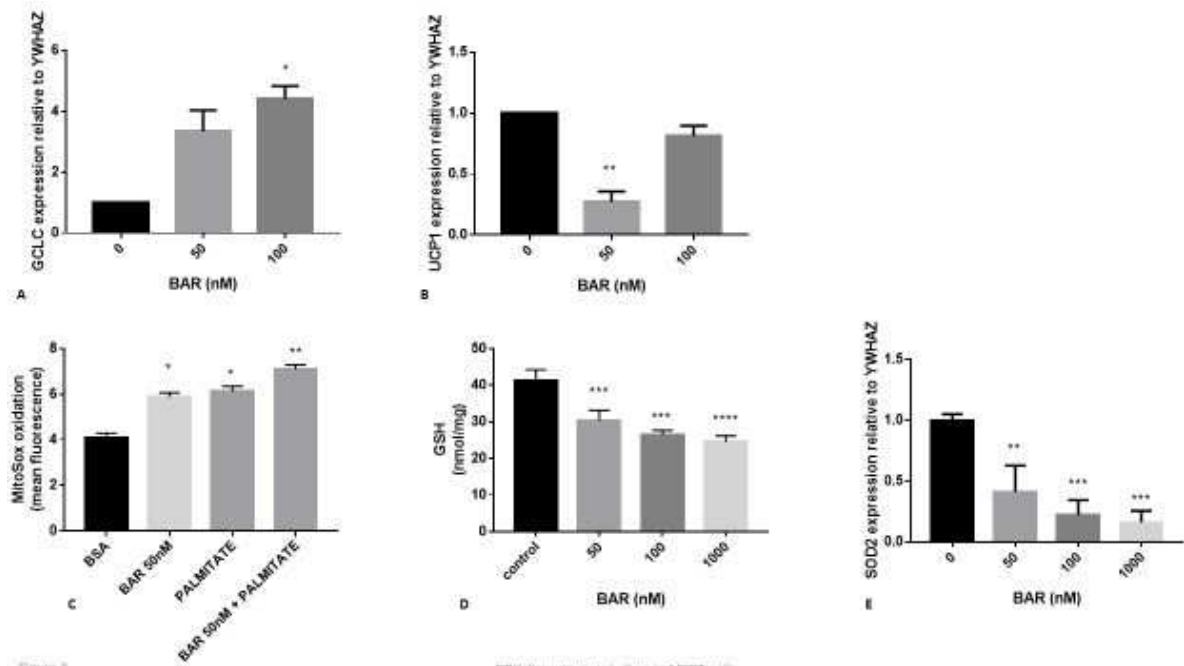 GCLC expression relative to YWHAZ
6
4
2
0
*
0
50
100
BAR (nM)
A
UCP1 expression relative to YWHAZ
1.5
1.0
0.5
0.0
**
0
50
100
BAR (nM)
B
MitoSox oxidation
(mean fluorescence)
8
6
4
2
0
*
*
**
BSA
BAR 50nM
PALMITATE
BAR 50nM + PALMITATE
C
GSH
(nmol/mg)
50
40
30
20
10
0
***
***
****
control
50
100
1000
BAR (nM)
D
SOD2 expression relative to YWHAZ
1.5
1.0
0.5
0.0
**
***
***
0
50
100
1000
BAR (nM)
E